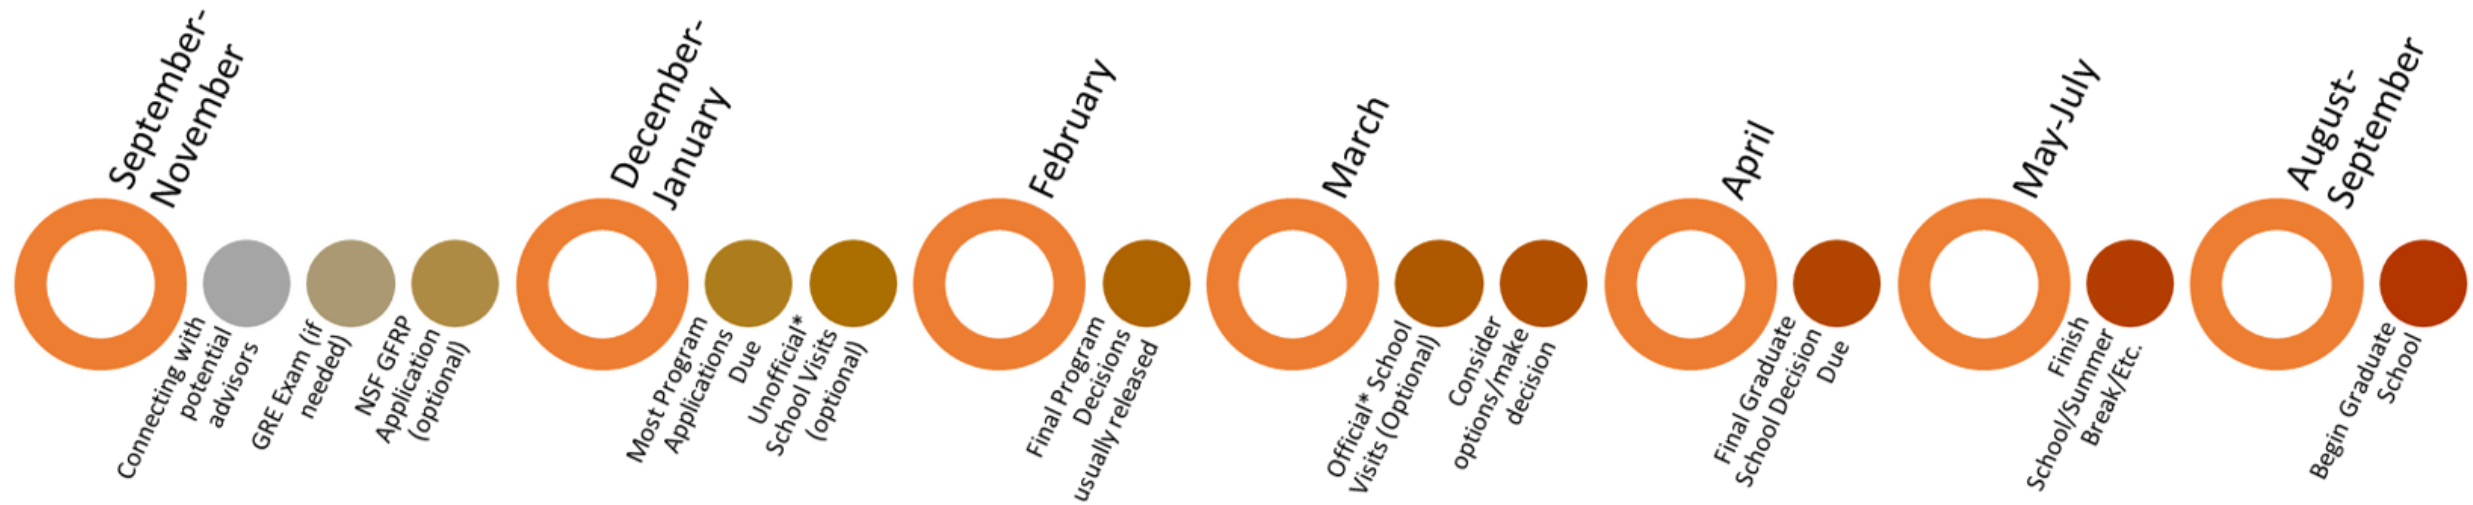 September-
November
Connecting with
potential
advisors
GRE Exam (if
needed)
NSF GFRP
Application
(optional)
December-
January
Most Program
Applications
Due
Unofficial*
School Visits
(optional)
February
Final Program
Decisions
usually released
March
Official* School
Visits (Optional)
Consider
options/make
decision
April
Final Graduate
School Decision
Due
May-July
Finish
School/Summer
Break/Etc.
August-
September
Begin Graduate
School